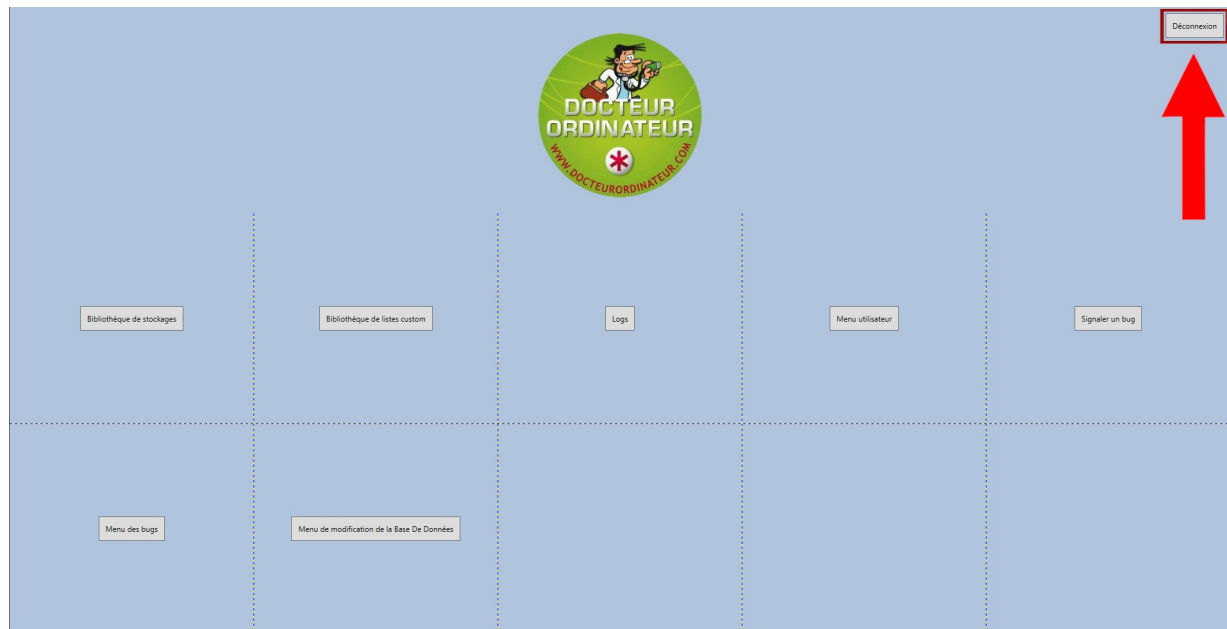 Déconnexion
DOCTEUR
ORDINATEUR
WWW.DOCTEURORDINATEUR.COM
Bibliothèque de stockages
Bibliothèque de listes custom
Logs
Menu utilisateur
Signaler un bug
Menu des bugs
Menu de modification de la Base De Données